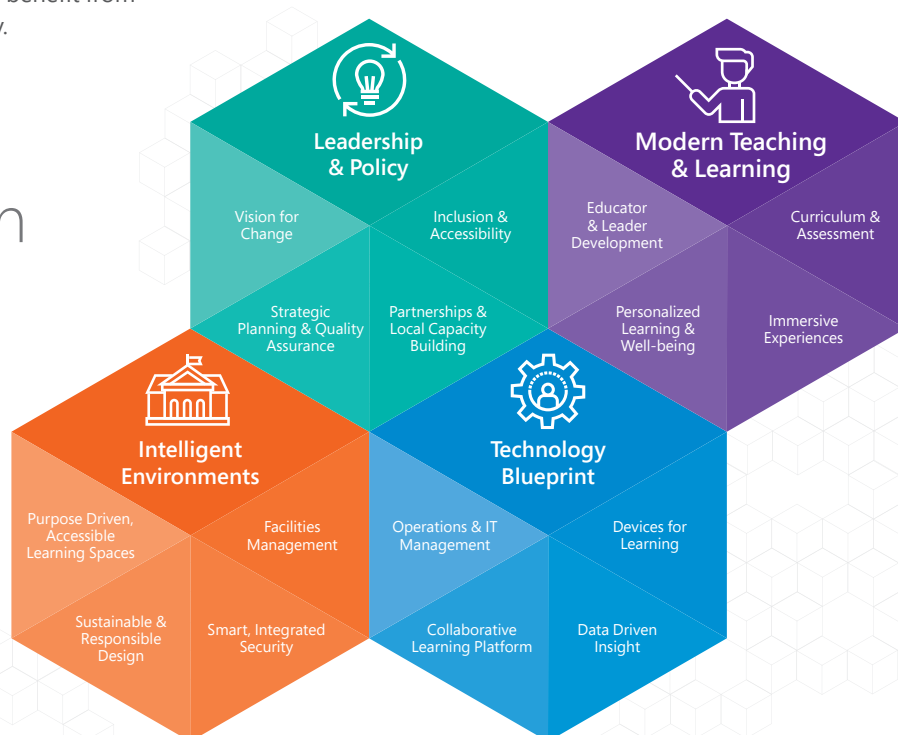 benefit from
y.
n
Leadership
& Policy
Vision for
Change
Inclusion &
Accessibility
Strategic
Planning & Quality
Assurance
Partnerships &
Local Capacity
Building
Modern Teaching
& Learning
Educator
& Leader
Development
Curriculum &
Assessment
Personalized
Learning &
Well-being
Immersive
Experiences
Intelligent
Environments
Purpose Driven,
Accessible
Learning Spaces
Facilities
Management
Sustainable &
Responsible
Design
Smart, Integrated
Security
Technology
Blueprint
Operations & IT
Management
Devices for
Learning
Collaborative
Learning Platform
Data Driven
Insight